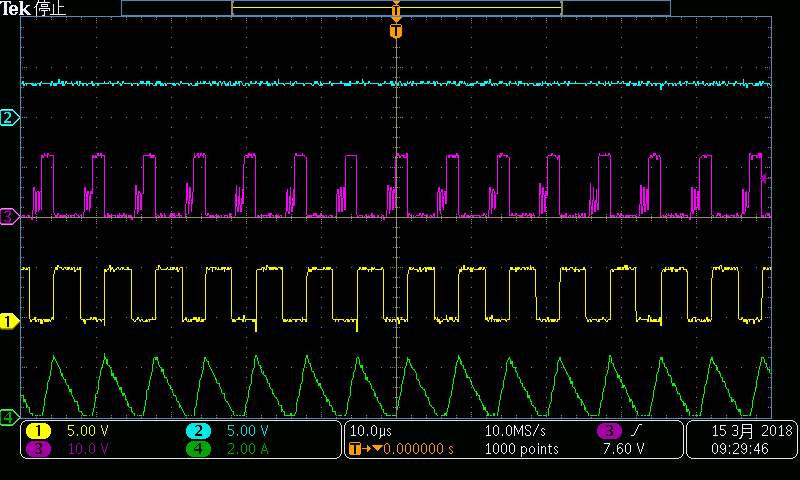 Tek 停止
T
T
2
3
1
4
1 5.00 V 2 5.00 V
3 10.0 V 4 2.00 A
10.0µs 10.0MS/s 3
T→▼0.000000 s 1000 points 7.60 V
15 3月 2018
09:29:46